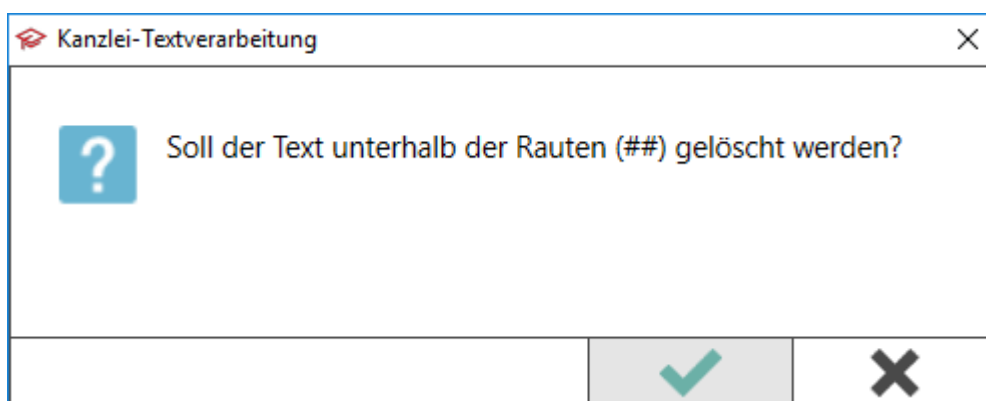 Kanzlei-Textverarbeitung
Soll der Text unterhalb der Rauten (##) gelöscht werden?